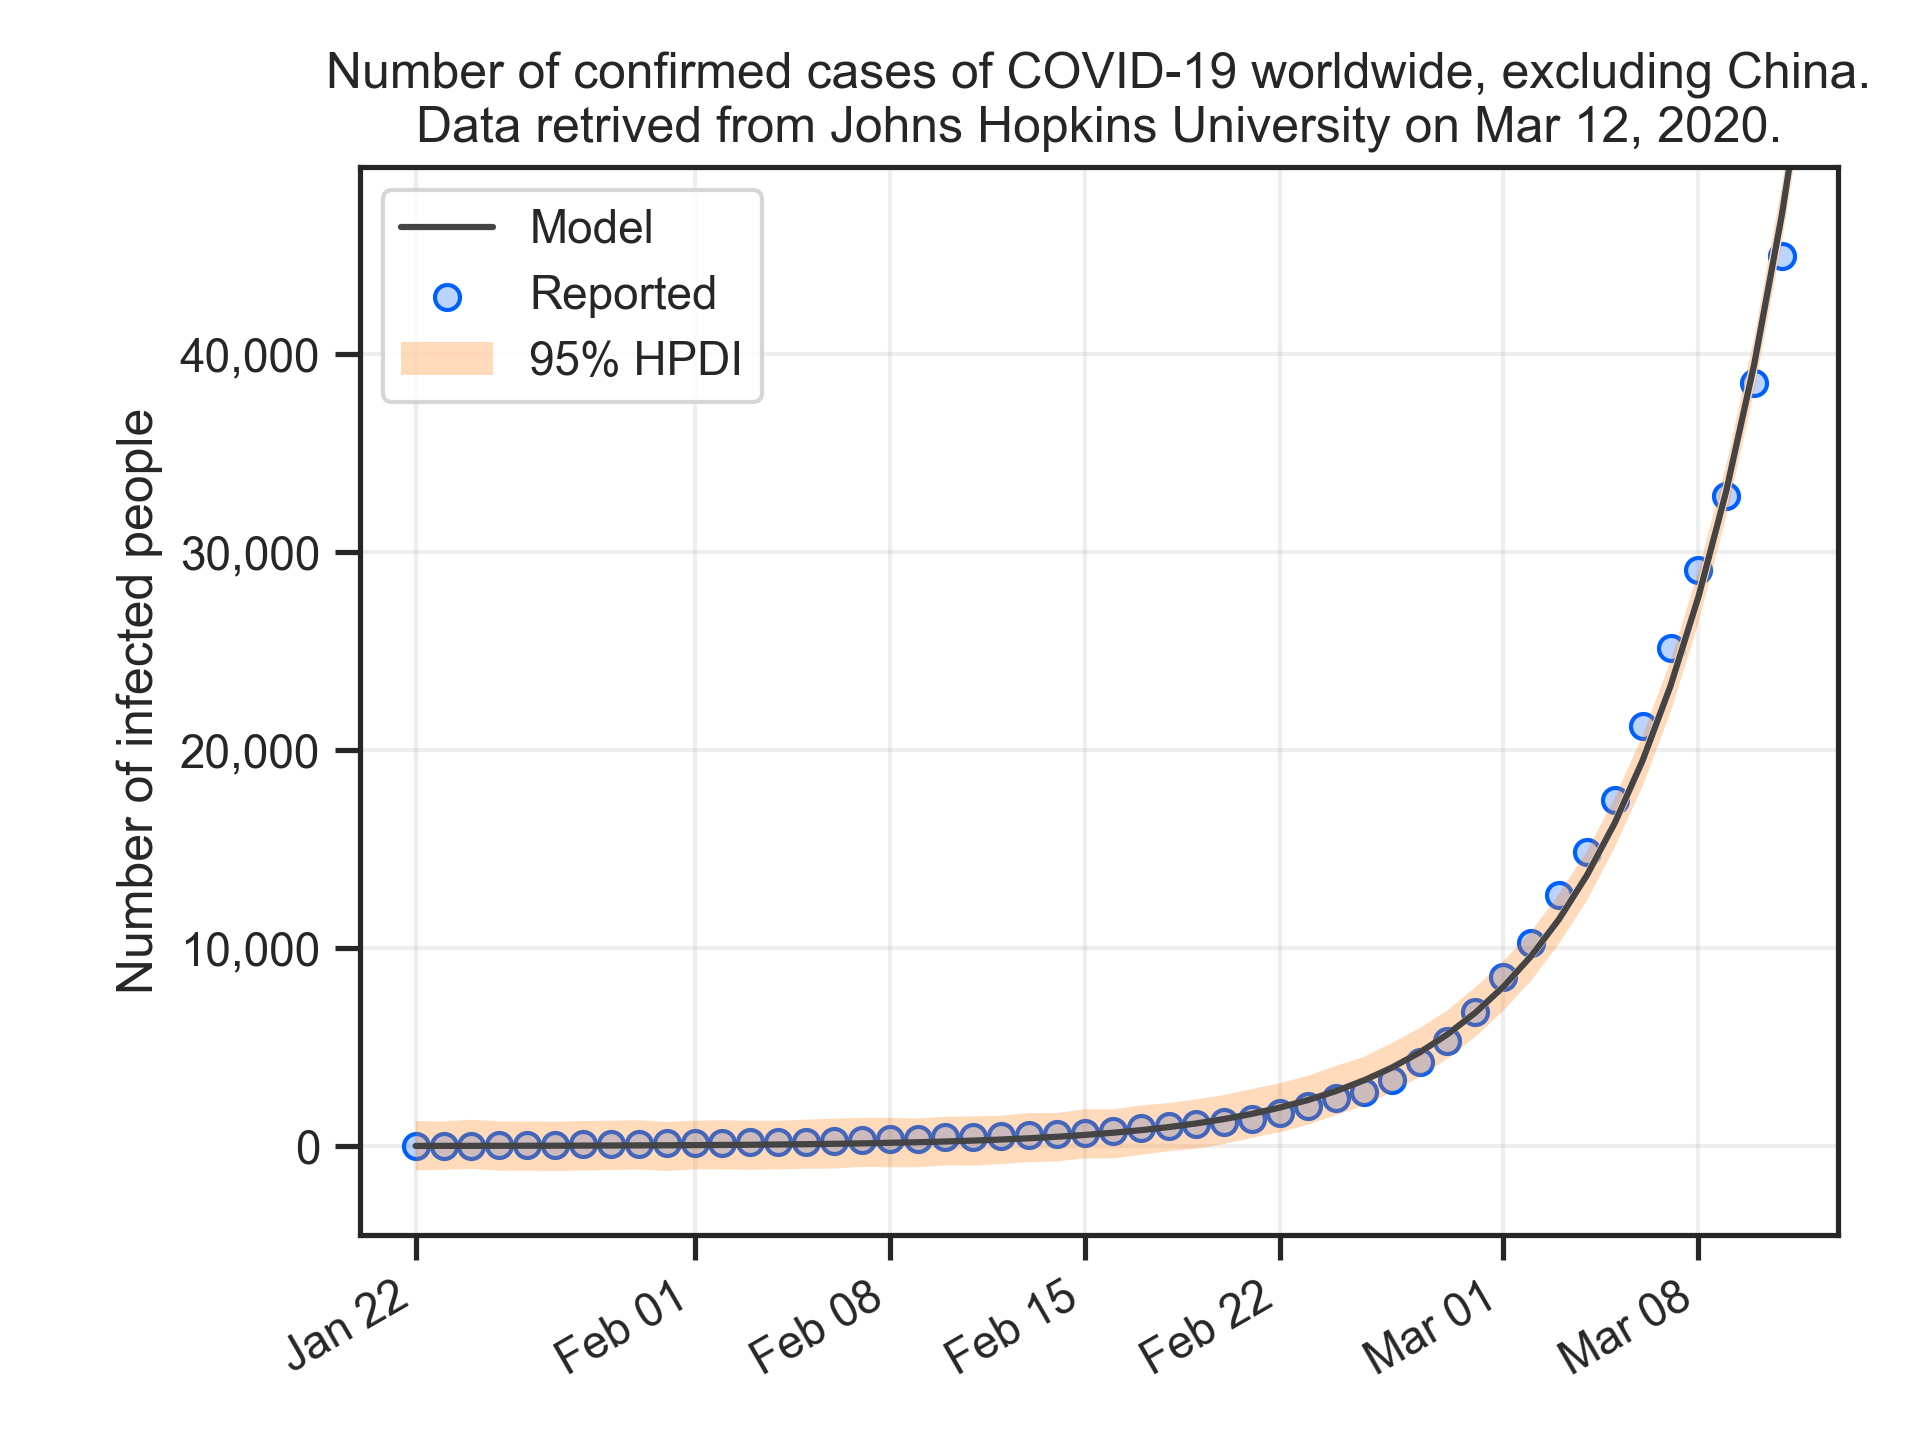 Number of confirmed cases of COVID-19 worldwide, excluding China.
Data retrived from Johns Hopkins University on Mar 12, 2020.
Model
Reported
95% HPDI
Number of infected people
40,000
30,000
20,000
10,000
0
Jan 22
Feb 01
Feb 08
Feb 15
Feb 22
Mar 01
Mar 08